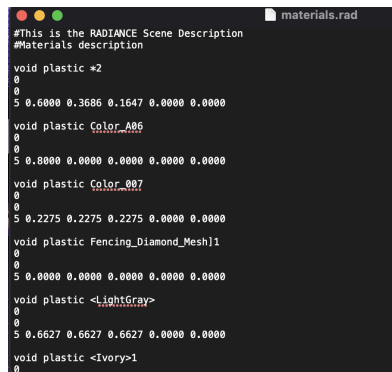 materials.rad
#This is the RADIANCE Scene Description
#Materials description
void plastic *2
0
0
5 0.6000 0.3686 0.1647 0.0000 0.0000
void plastic Color_A06
0
0
5 0.8000 0.0000 0.0000 0.0000 0.0000
void plastic Color_007
0
0
5 0.2275 0.2275 0.2275 0.0000 0.0000
void plastic Fencing_Diamond_Mesh]1
0
0
5 0.0000 0.0000 0.0000 0.0000 0.0000
void plastic <LightGray>
0
0
5 0.6627 0.6627 0.6627 0.0000 0.0000
void plastic <Ivory>1
0